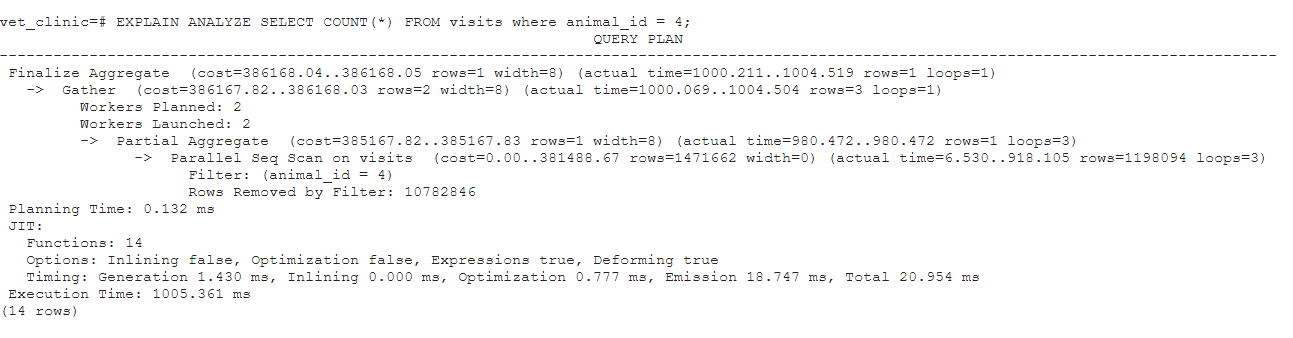 vet_clinic=# EXPLAIN ANALYZE SELECT COUNT(*) FROM visits where animal_id = 4;
QUERY PLAN
Finalize Aggregate (cost=386168.04..386168.05 rows=1 width=8) (actual time=1000.211..1004.519 rows=1 loops=1)
-> Gather (cost=386167.82..386168.03 rows=2 width=8) (actual time=1000.069..1004.504 rows=3 loops=1)
Workers Planned: 2
Workers Launched: 2
-> Partial Aggregate (cost=385167.82..385167.83 rows=1 width=8) (actual time=980.472..980.472 rows=1 loops=3)
-> Parallel Seq Scan on visits (cost=0.00..381488.67 rows=1471662 width=0) (actual time=6.530..918.105 rows=1198094 loops=3)
Filter: (animal_id = 4)
Rows Removed by Filter: 10782846
Planning Time: 0.132 ms
JIT:
Functions: 14
Options: Inlining false, Optimization false, Expressions true, Deforming true
Timing: Generation 1.430 ms, Inlining 0.000 ms, Optimization 0.777 ms, Emission 18.747 ms, Total 20.954 ms
Execution Time: 1005.361 ms
(14 rows)